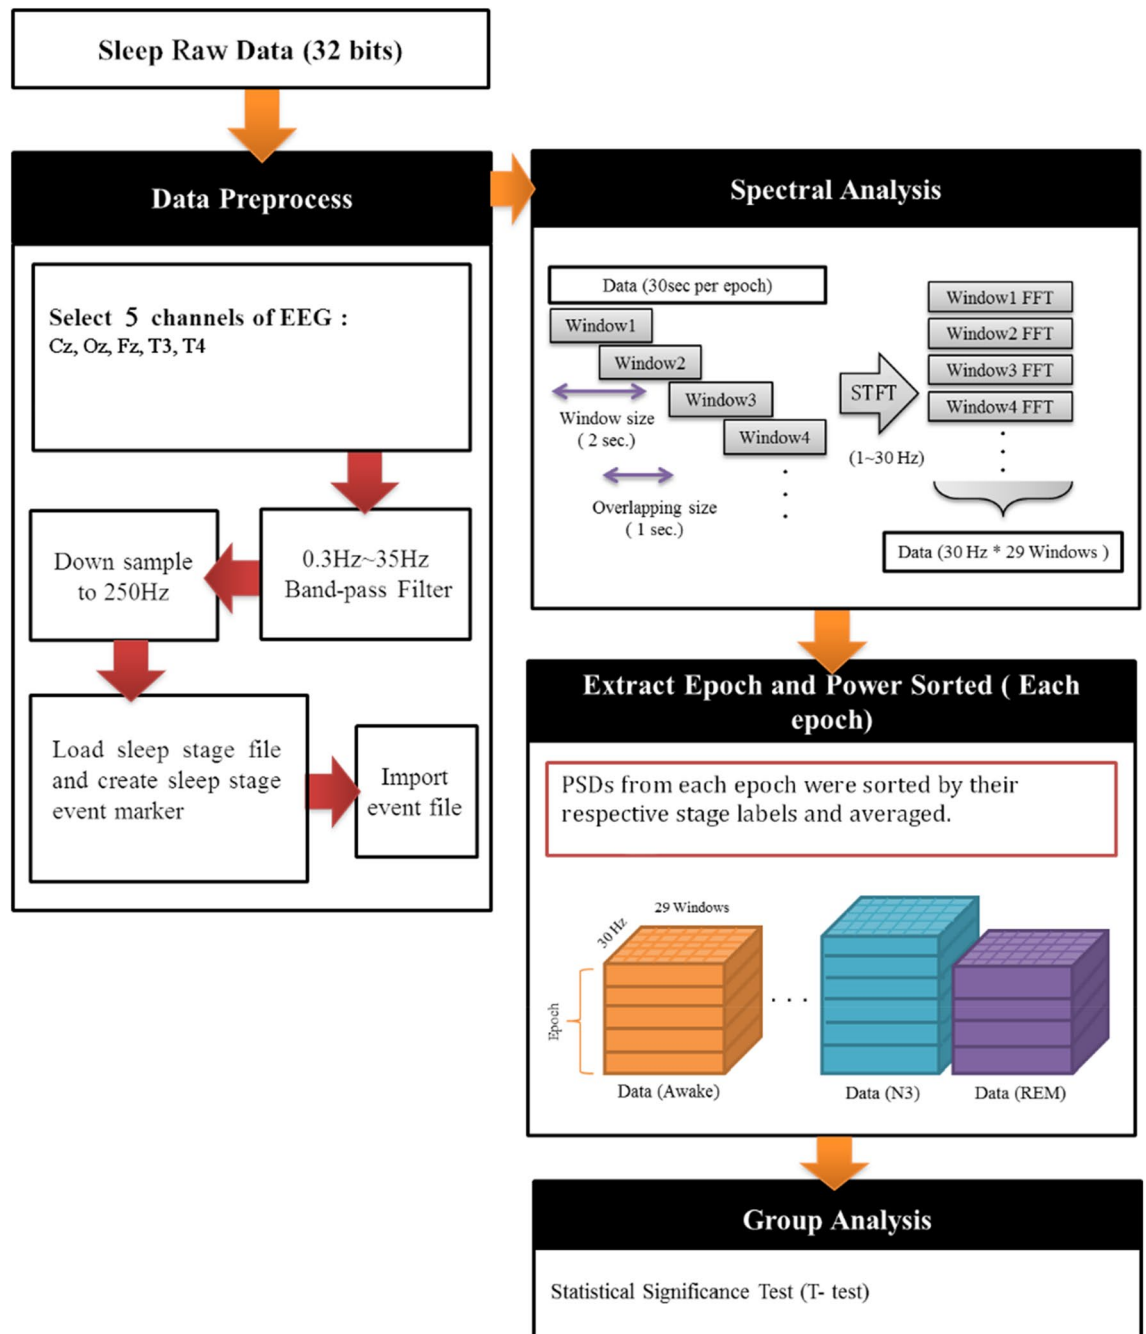 Sleep Raw Data (32 bits)
Data Preprocess
Select 5 channels of EEG :
Cz, Oz, Fz, T3, T4
0.3Hz~35Hz
Band-pass Filter
Down sample
to 250Hz
Load sleep stage file
and create sleep stage
event marker
Import
event file
Spectral Analysis
Data (30sec per epoch)
Window1
Window2
Window3
Window4
Window size
( 2 sec.)
Overlapping size
( 1 sec.)
STFT
(1~30 Hz)
Window1 FFT
Window2 FFT
Window3 FFT
Window4 FFT
Data (30 Hz * 29 Windows )
Extract Epoch and Power Sorted ( Each
epoch)
PSDs from each epoch were sorted by their
respective stage labels and averaged.
29 Windows
30 Hz
Epoch
. . .
Data (Awake)
Data (N3)
Data (REM)
Group Analysis
Statistical Significance Test (T- test)